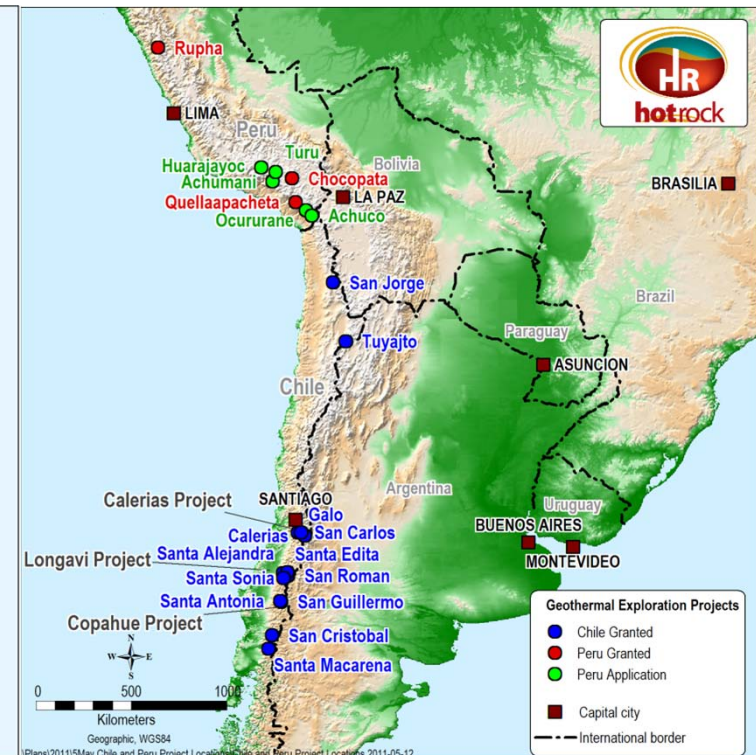 HR
hotrock
Rupha
LIMA
Peru
Turu
Huarajayoc
Achumani
Chocopata
Bolivia
LA PAZ
BRASILIA
Quellaapacheta
Ocururane
Achuco
San Jorge
Brazil
Tuyajto
Paraguay
ASUNCION
Chile
Argentina
Calerias Project
SANTIAGO
Galo
Calerias
San Carlos
Uruguay
BUENOS AIRES
MONTEVIDEO
Santa Alejandra
Santa Edita
Longavi Project
Santa Sonia
San Roman
Santa Antonia
San Guillermo
Copahue Project
San Cristobal
Santa Macarena
N
W
E
S
0
500
1000
Kilometers
Geographic, WGS84
Geothermal Exploration Projects
Chile Granted
Peru Granted
Peru Application
Capital city
International border